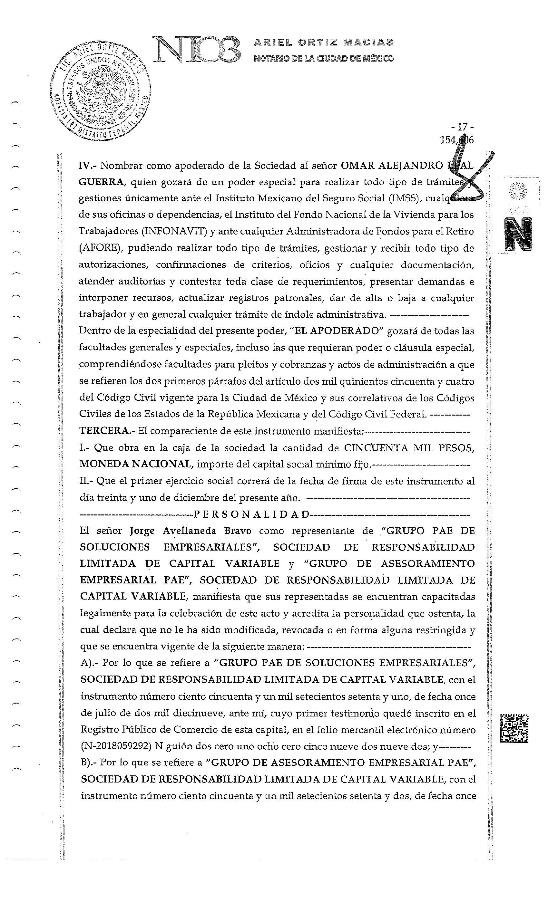 N103
ARIEL ORTIZ MACIAS
NOTARIO DE LA CIUDAD DE MÉXICO
- 17 -
IV.- Nombrar como apoderado de la Sociedad al señor OMAR ALEJANDRO
GUERRA, quien gozará de un poder especial para realizar todo tipo de trámites
gestiones únicamente ante el Instituto Mexicano del Seguro Social (IMSS),
de sus oficinas o dependencias, el Instituto del Fondo Nacional de la Vivienda para los
Trabajadores (INFONAVIT) y ante cualquier Administradora de Fondos para el Retiro
(AFORE), pudiendo realizar todo tipo de trámites, gestionar y recibir todo tipo de
autorizaciones, confirmaciones de criterios, oficios y cualquier documentación,
atender auditorías y contestar toda clase de requerimientos, presentar demandas e
interponer recursos, actualizar registros patronales, dar de alta o baja a cualquier
trabajador y en general cualquier trámite de índole administrativa. ----------------------
Dentro de la especialidad del presente poder, "EL APODERADO" gozará de todas las
facultades generales y especiales, incluso las que requieran poder o cláusula especial,
comprendiéndose facultades para pleitos y cobranzas y actos de administración a que
se refieren los dos primeros párrafos del artículo dos mil quinientos cincuenta y cuatro
del Código Civil vigente para la Ciudad de México y sus correlativos de los Códigos
Civiles de los Estados de la República Mexicana y del Código Civil Federal. -----------
TERCERA.- El compareciente de este instrumento manifiesta:----------------------------
I.- Que obra en la caja de la sociedad la cantidad de CINCUENTA MIL PESOS,
MONEDA NACIONAL, importe del capital social mínimo fijo.---------------------------
II.- Que el primer ejercicio social correrá de la fecha de firma de este instrumento al
día treinta y uno de diciembre del presente año. --------------------------------------------
------------------------------P E R S O N A L I D A D------------------------------------------
El señor Jorge Avellaneda Bravo como representante de "GRUPO PAE DE
SOLUCIONES EMPRESARIALES", SOCIEDAD DE RESPONSABILIDAD
LIMITADA DE CAPITAL VARIABLE y "GRUPO DE ASESORAMIENTO
EMPRESARIAL PAE", SOCIEDAD DE RESPONSABILIDAD LIMITADA DE
CAPITAL VARIABLE, manifiesta que sus representadas se encuentran capacitadas
legalmente para la celebración de este acto y acredita la personalidad que ostenta, la
cual declara que no le ha sido modificada, revocada o en forma alguna restringida y
que se encuentra vigente de la siguiente manera: --------------------------------------------
A).- Por lo que se refiere a "GRUPO PAE DE SOLUCIONES EMPRESARIALES",
SOCIEDAD DE RESPONSABILIDAD LIMITADA DE CAPITAL VARIABLE, con el
instrumento número ciento cincuenta y un mil setecientos setenta y uno, de fecha once
de julio de dos mil diecinueve, ante mí, cuyo primer testimonio quedó inscrito en el
Registro Público de Comercio de esta capital, en el folio mercantil electrónico número
(N-2018059292) N guión dos cero uno ocho cero cinco nueve dos nueve dos; y---------
B).- Por lo que se refiere a "GRUPO DE ASESORAMIENTO EMPRESARIAL PAE",
SOCIEDAD DE RESPONSABILIDAD LIMITADA DE CAPITAL VARIABLE, con el
instrumento número ciento cincuenta y un mil setecientos setenta y dos, de fecha once
N